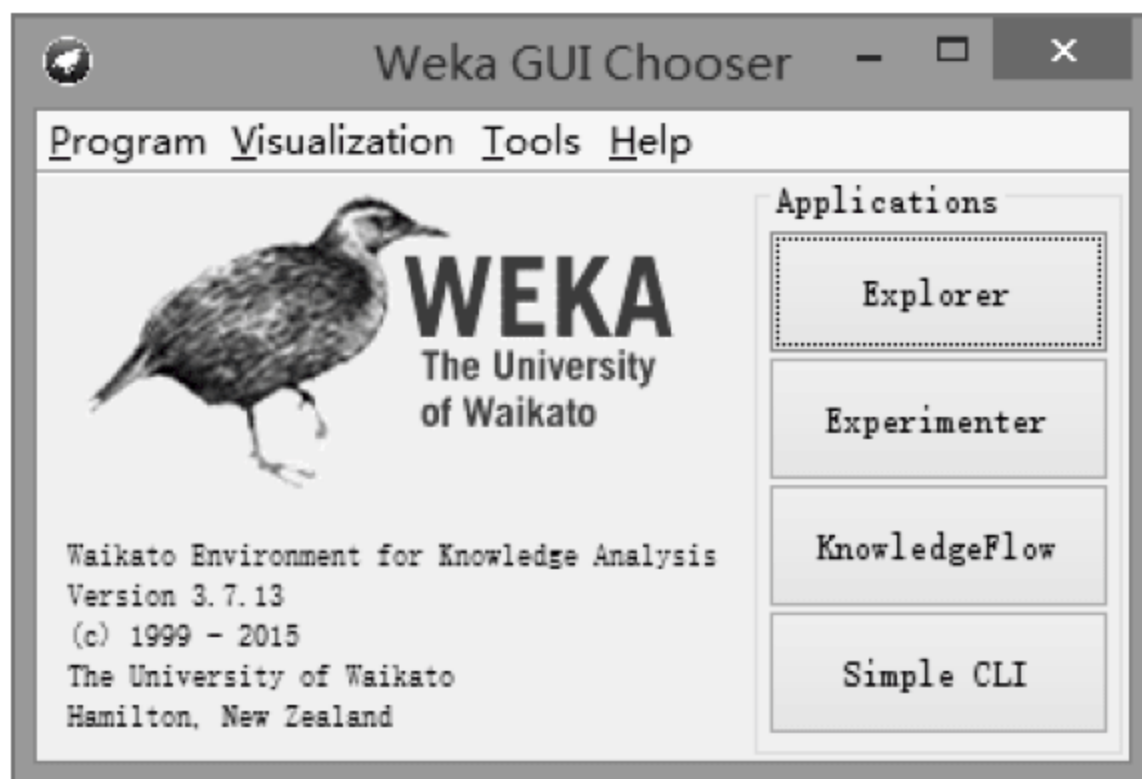 Weka GUI Chooser
Program Visualization Tools Help
WEKA
The University
of Waikato
Waikato Environment for Knowledge Analysis
Version 3.7.13
(c) 1999 - 2015
The University of Waikato
Hamilton, New Zealand
Applications
Explorer
Experimenter
KnowledgeFlow
Simple CLI